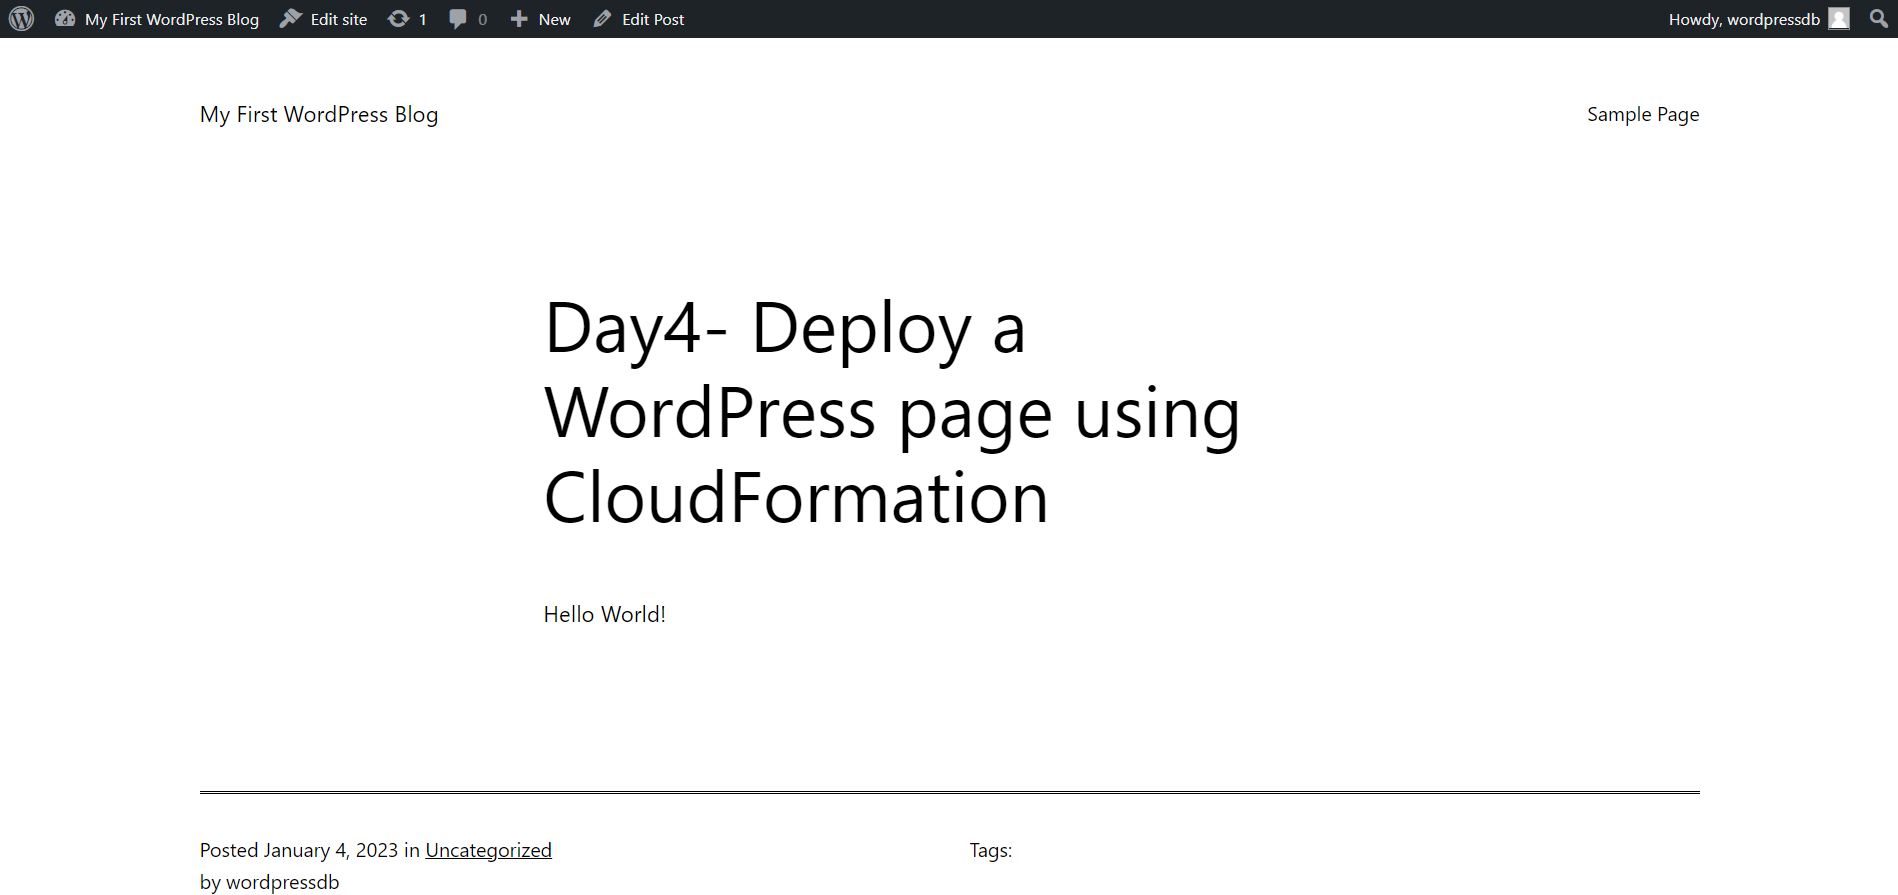 My First WordPress Blog Edit site 1 0 New Edit Post Howdy, wordpressdb
My First WordPress Blog Sample Page
Day4- Deploy a
WordPress page using
CloudFormation
Hello World!
Posted January 4, 2023 in Uncategorized Tags:
by wordpressdb